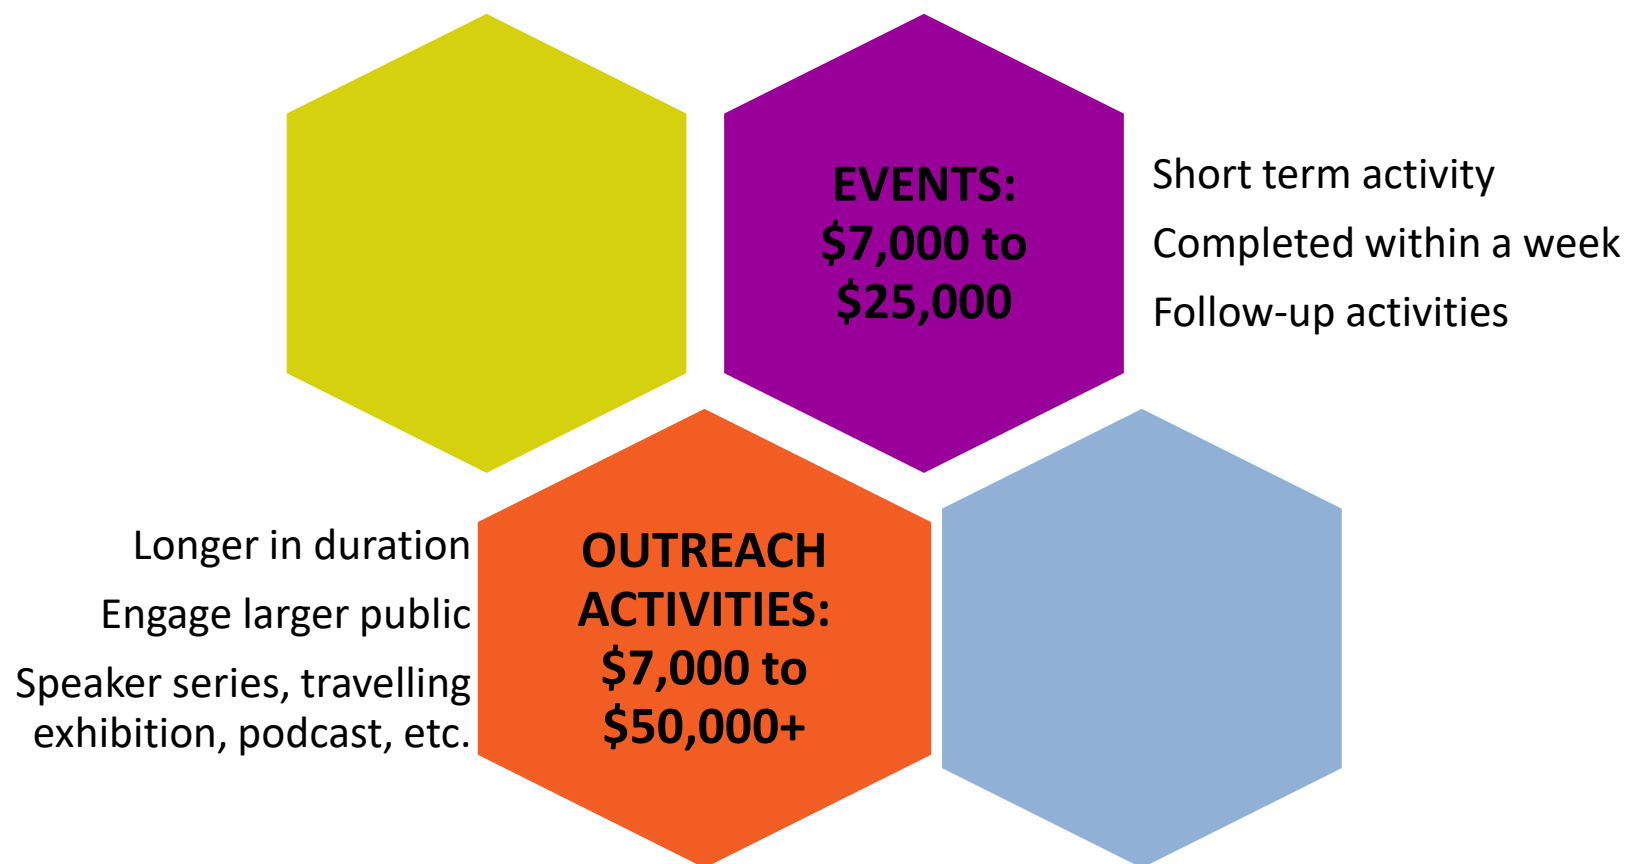 EVENTS:
$7,000 to
$25,000
Short term activity
Completed within a week
Follow-up activities
Longer in duration
Engage larger public
Speaker series, travelling
exhibition, podcast, etc.
OUTREACH
ACTIVITIES:
$7,000 to
$50,000+